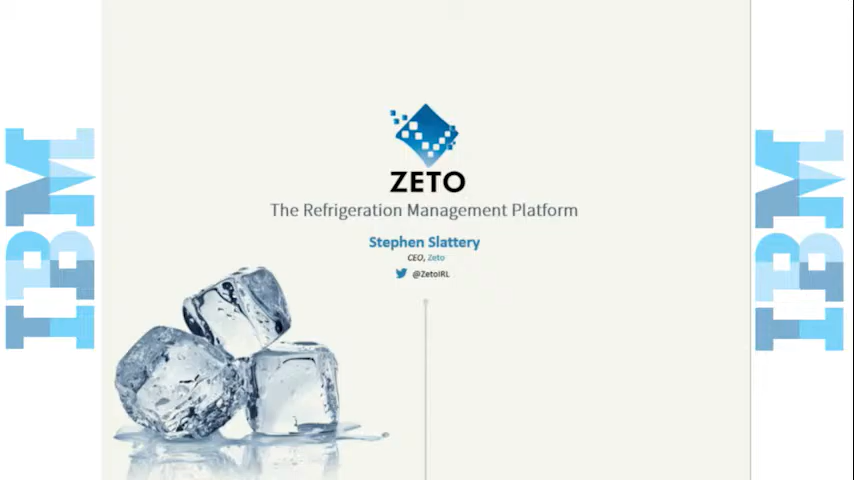 IBM
ZETO
The Refrigeration Management Platform
Stephen Slattery
CEO, Zeto
@ZetoIRL
IBM